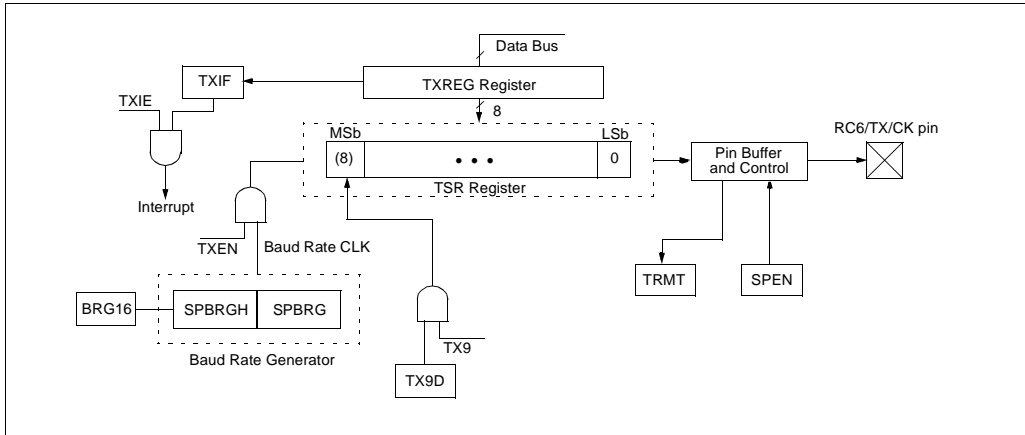 Data Bus
TXIF
TXREG Register
TXIE
8
MSb
LSb
RC6/TX/CK pin
(8)
• • •
0
Pin Buffer
and Control
TSR Register
Interrupt
TXEN
Baud Rate CLK
TRMT
SPEN
BRG16
SPBRGH
SPBRG
TX9
Baud Rate Generator
TX9D